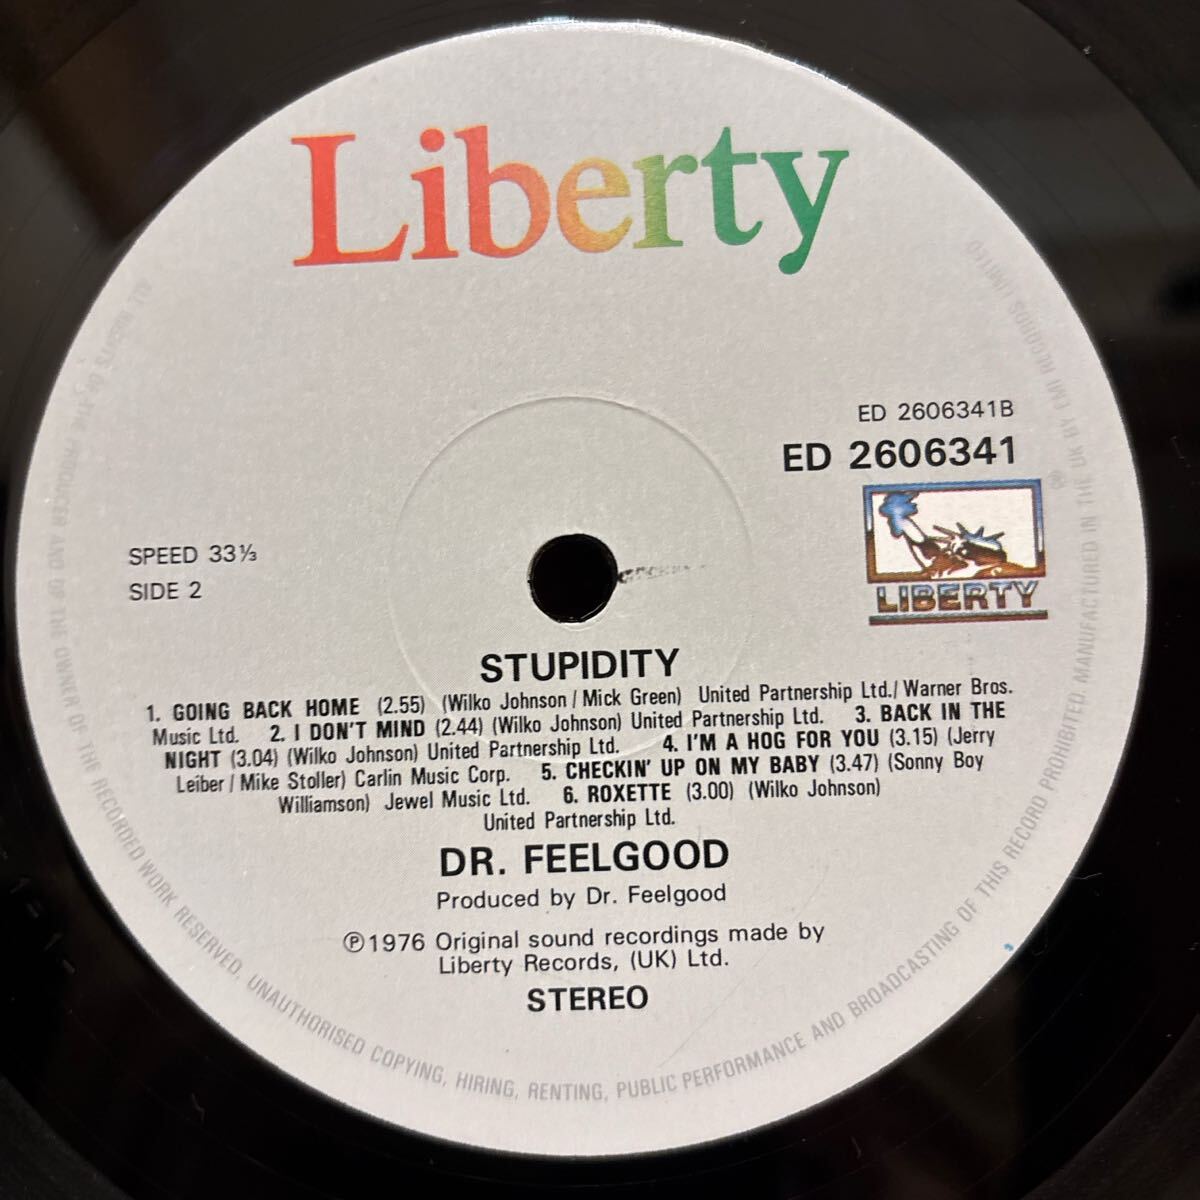 Liberty
ED 2606341B
ED 2606341
LIBERTY
SPEED 33⅓
SIDE 2
STUPIDITY
1. GOING BACK HOME (2.55) (Wilko Johnson / Mick Green) United Partnership Ltd./ Warner Bros.
Music Ltd. 2. I DON'T MIND (2.44) (Wilko Johnson) United Partnership Ltd. 3. BACK IN THE
NIGHT (3.04) (Wilko Johnson) United Partnership Ltd. 4. I'M A HOG FOR YOU (3.15) (Jerry
Leiber / Mike Stoller) Carlin Music Corp. 5. CHECKIN' UP ON MY BABY (3.47) (Sonny Boy
Williamson) Jewel Music Ltd. 6. ROXETTE (3.00) (Wilko Johnson)
United Partnership Ltd.
DR. FEELGOOD
Produced by Dr. Feelgood
Ⓟ1976 Original sound recordings made by
Liberty Records, (UK) Ltd.
STEREO
ALL RIGHTS OF THE PRODUCER AND OF THE OWNER OF THE RECORDED WORK RESERVED. UNAUTHORISED COPYING, HIRING, RENTING, PUBLIC PERFORMANCE AND BROADCASTING OF THIS RECORD PROHIBITED. MANUFACTURED IN THE UK BY EMI RECORDS LIMITED